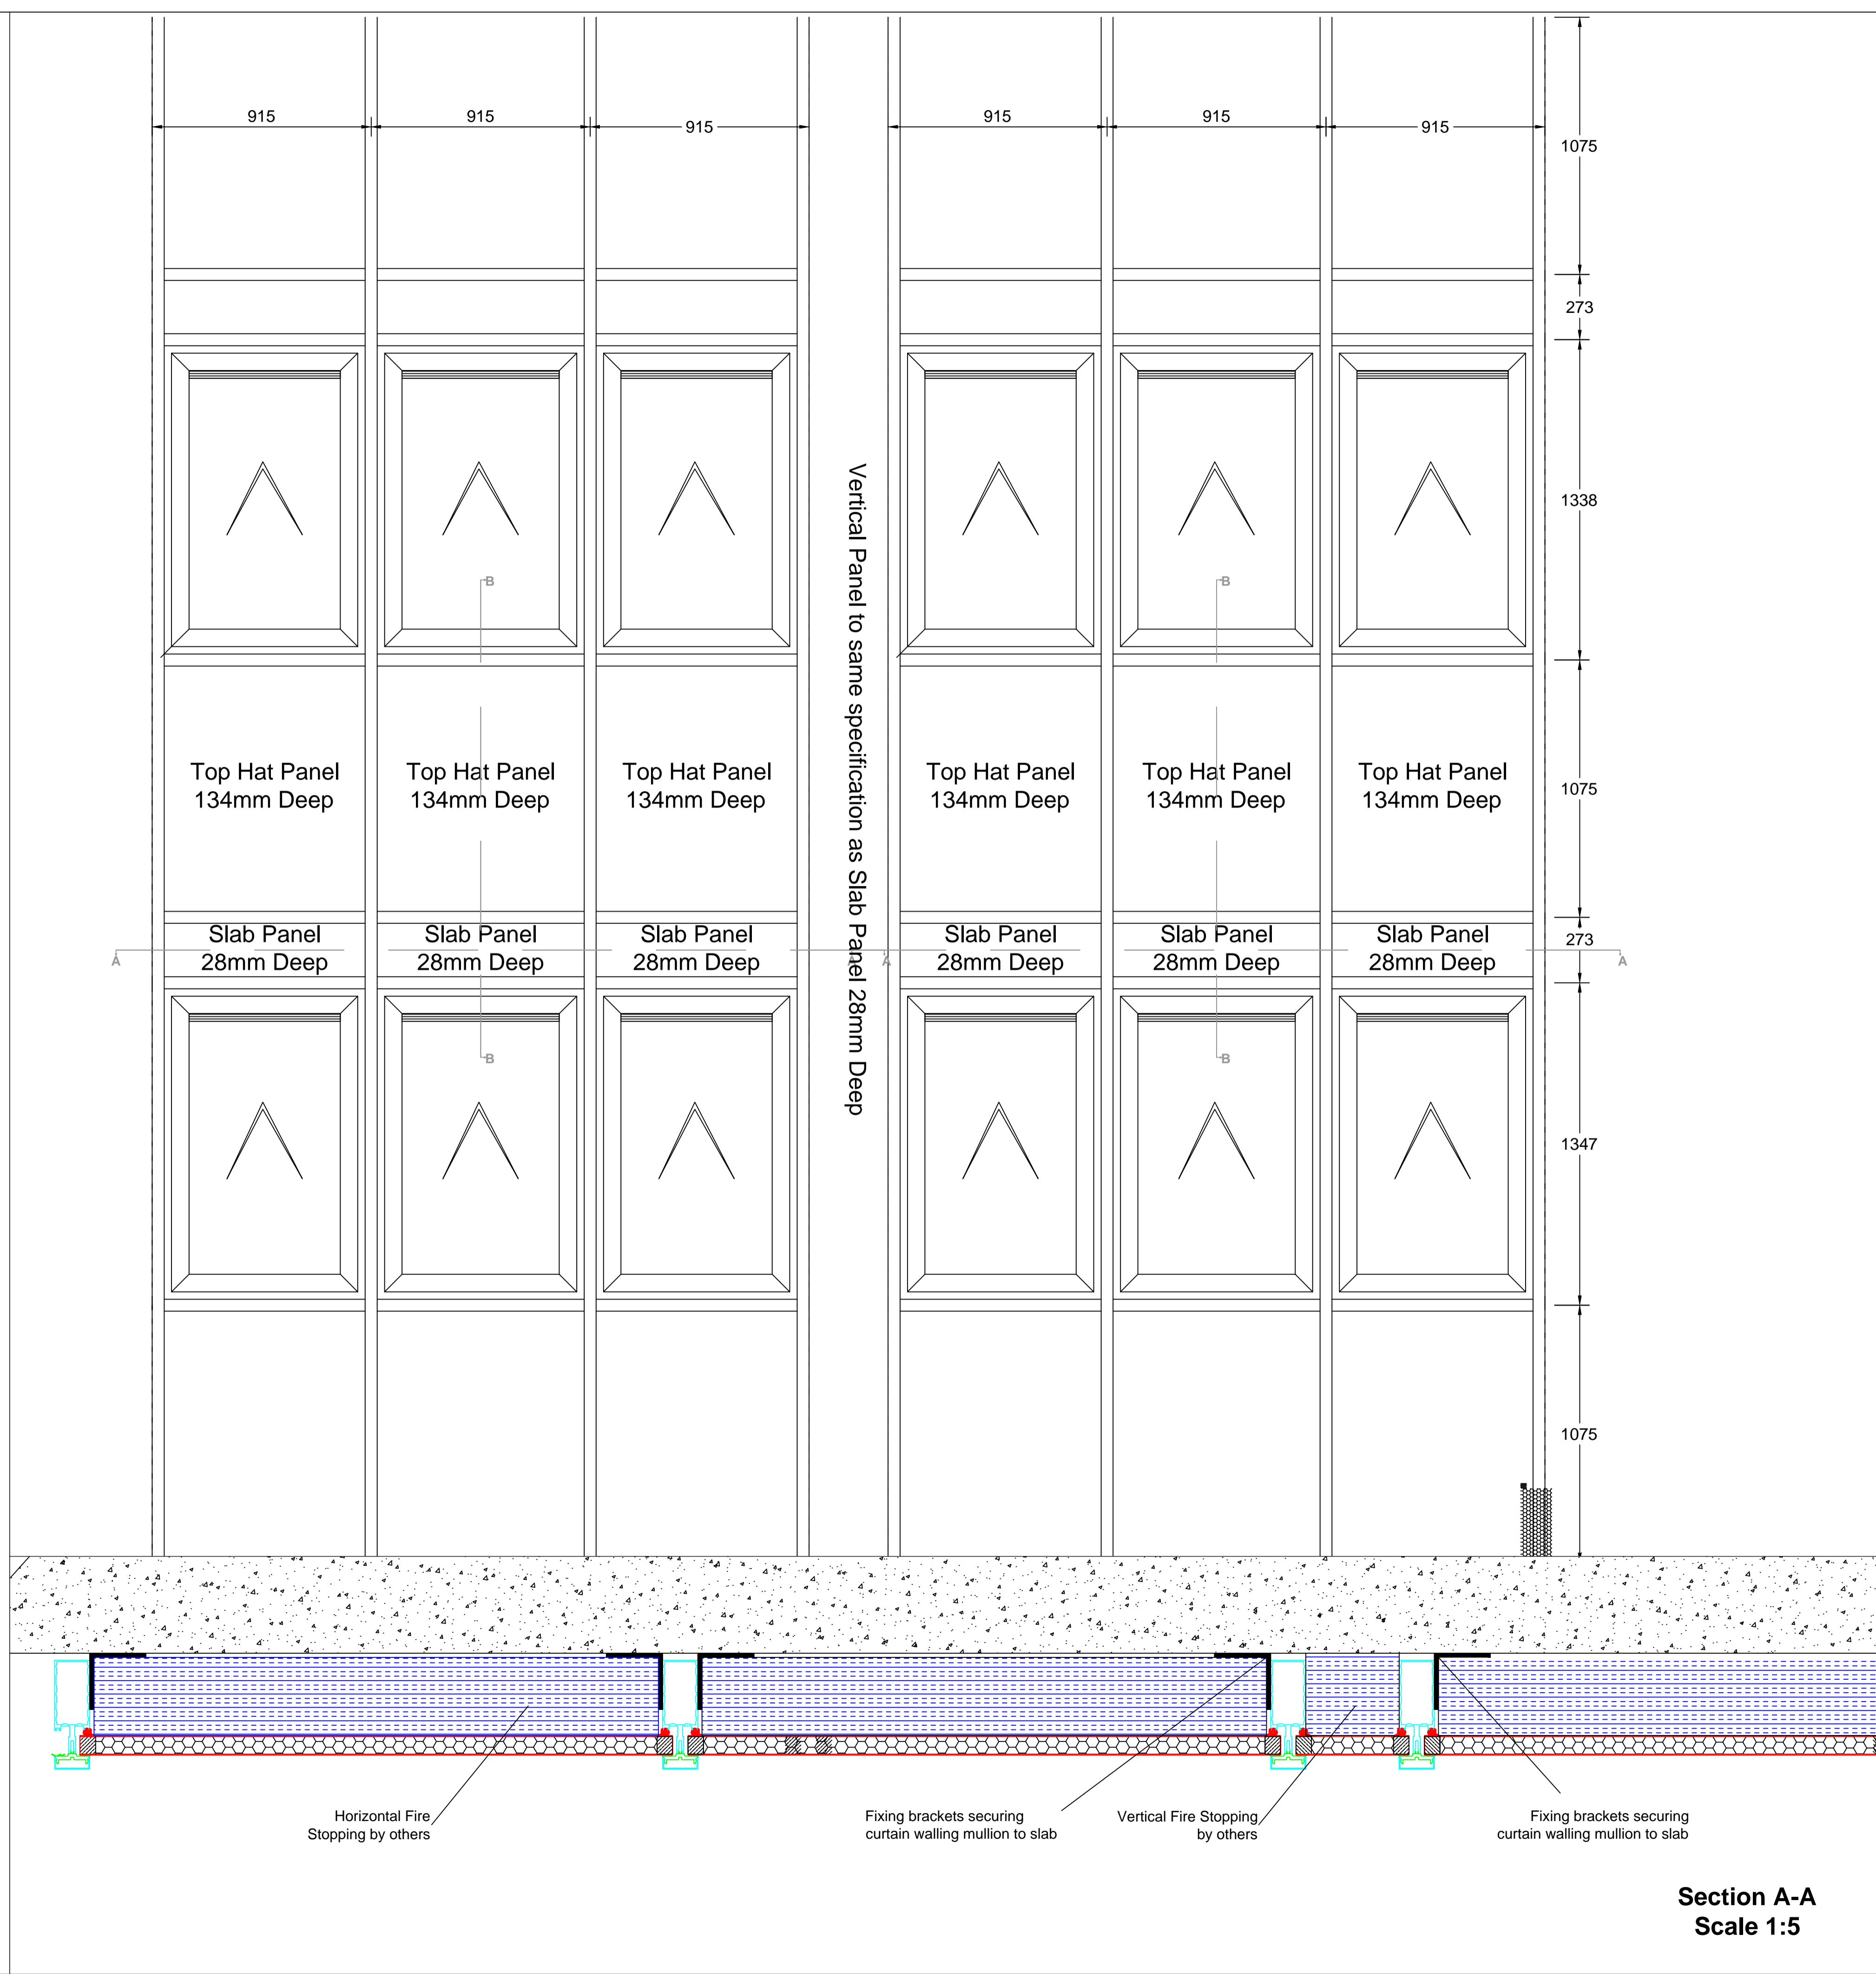 915
915
915
915
915
915
1075
273
1338
B
B
Vertical Panel to same specification as Slab Panel 28mm Deep
Top Hat Panel
134mm Deep
Top Hat Panel
134mm Deep
Top Hat Panel
134mm Deep
Top Hat Panel
134mm Deep
Top Hat Panel
134mm Deep
Top Hat Panel
134mm Deep
1075
Slab Panel
28mm Deep
Slab Panel
28mm Deep
Slab Panel
28mm Deep
Slab Panel
28mm Deep
Slab Panel
28mm Deep
Slab Panel
28mm Deep
273
A
A
A
A
B
B
1347
1075
Horizontal Fire
Stopping by others
Fixing brackets securing
curtain walling mullion to slab
Vertical Fire Stopping
by others
Fixing brackets securing
curtain walling mullion to slab
Section A-A
Scale 1:5